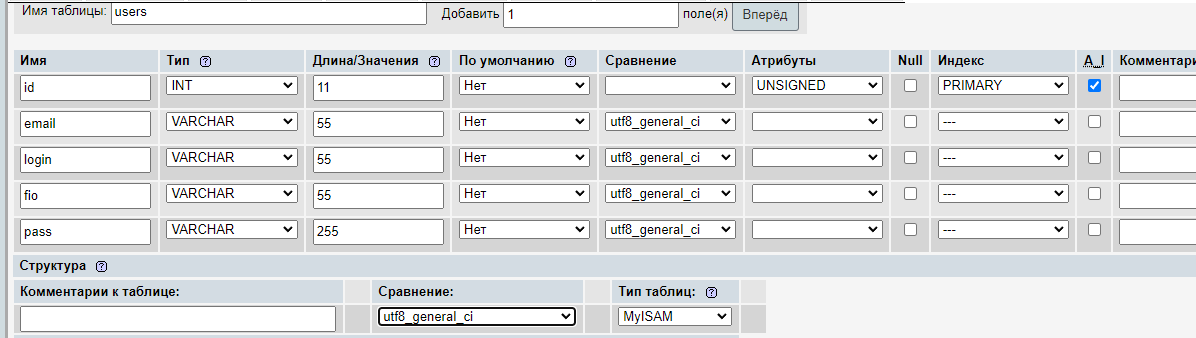 Имя таблицы: users Добавить 1 поле(я) Вперёд
Имя Тип Длина/Значения По умолчанию Сравнение Атрибуты Null Индекс A_I Комментари
id INT 11 Нет UNSIGNED PRIMARY
email VARCHAR 55 Нет utf8_general_ci ---
login VARCHAR 55 Нет utf8_general_ci ---
fio VARCHAR 55 Нет utf8_general_ci ---
pass VARCHAR 255 Нет utf8_general_ci ---
Структура
Комментарии к таблице: Сравнение: Тип таблиц:
utf8_general_ci MyISAM